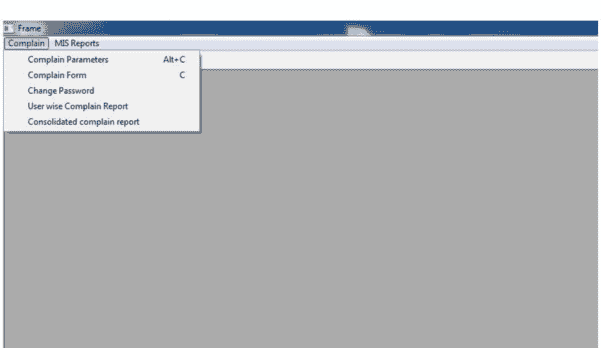 Frame
Complain MIS Reports
Complain Parameters Alt+C
Complain Form C
Change Password
User wise Complain Report
Consolidated complain report